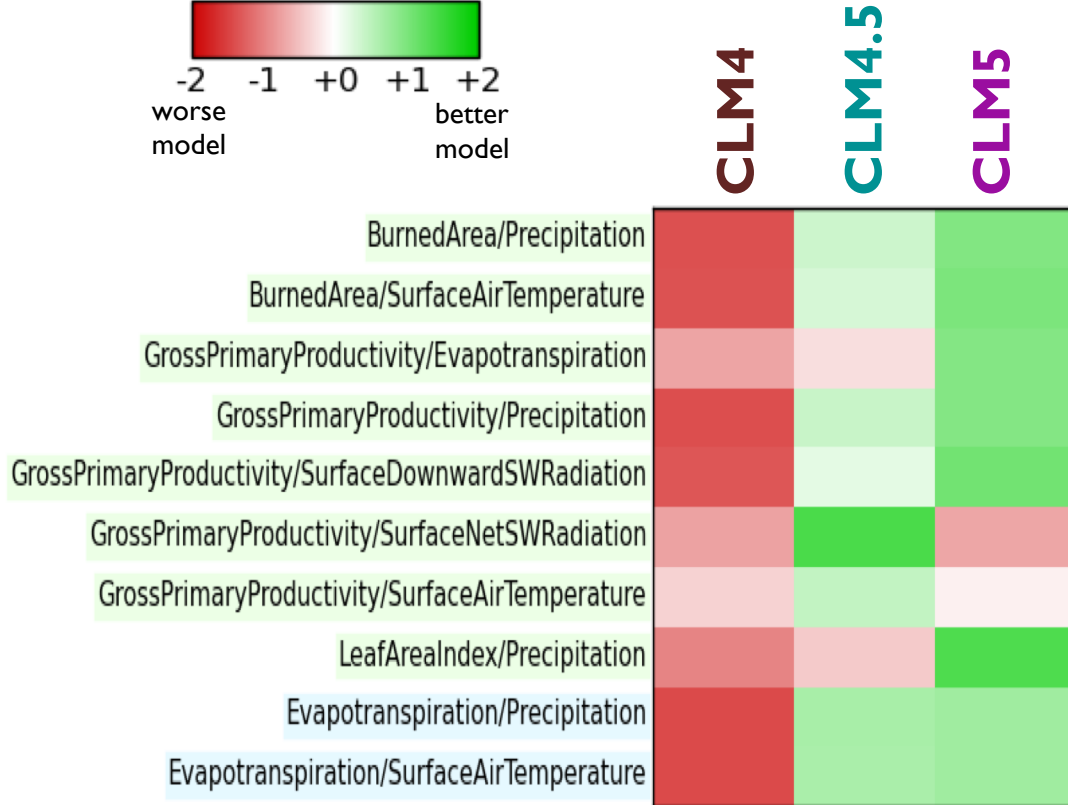 -2 -1 +0 +1 +2
worse better
model model
CLM4 CLM4.5 CLM5
BurnedArea/Precipitation
BurnedArea/SurfaceAirTemperature
GrossPrimaryProductivity/Evapotranspiration
GrossPrimaryProductivity/Precipitation
GrossPrimaryProductivity/SurfaceDownwardSWRadiation
GrossPrimaryProductivity/SurfaceNetSWRadiation
GrossPrimaryProductivity/SurfaceAirTemperature
LeafAreaIndex/Precipitation
Evapotranspiration/Precipitation
Evapotranspiration/SurfaceAirTemperature